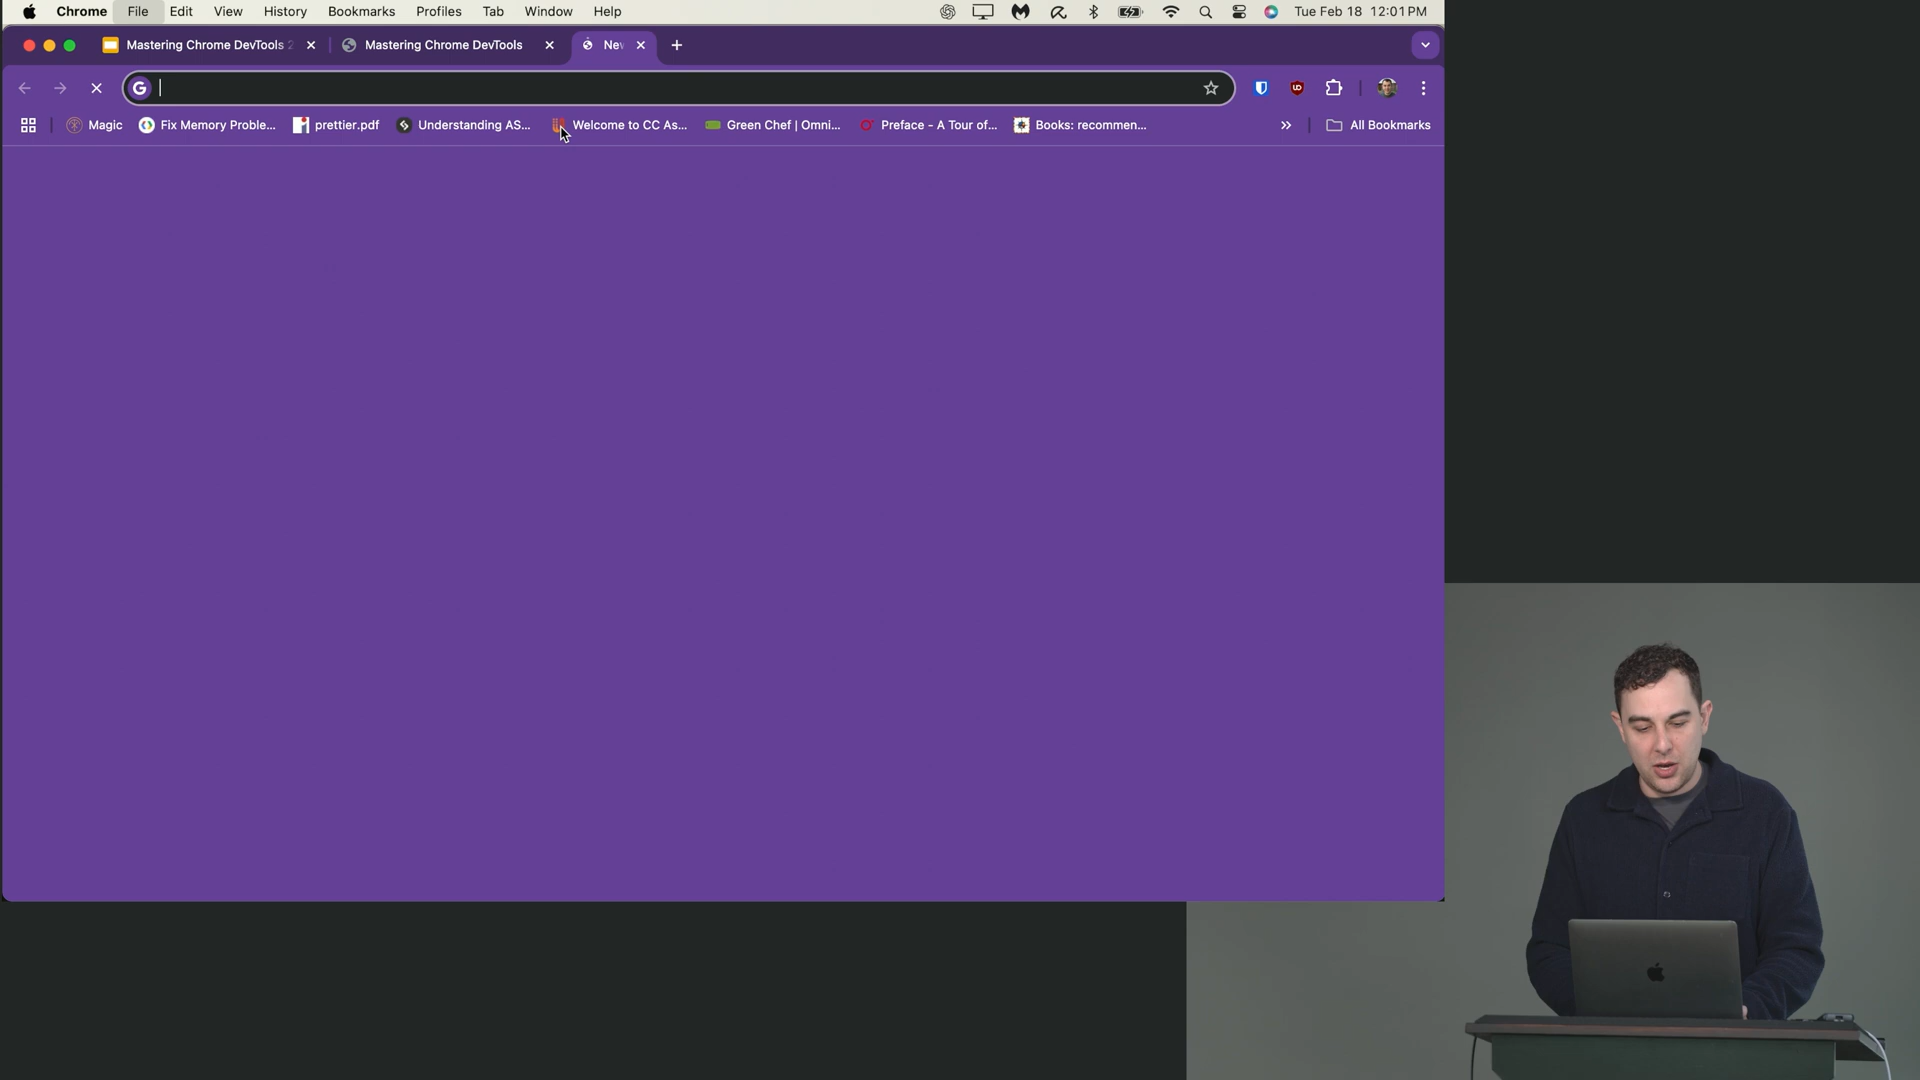 Chrome File Edit View History Bookmarks Profiles Tab Window Help Tue Feb 18 12:01 PM
Mastering Chrome DevTools 2 Mastering Chrome DevTools Nev
G
Magic Fix Memory Proble... prettier.pdf Understanding AS... Welcome to CC As... Green Chef | Omni... Preface - A Tour of... Books: recommen... All Bookmarks